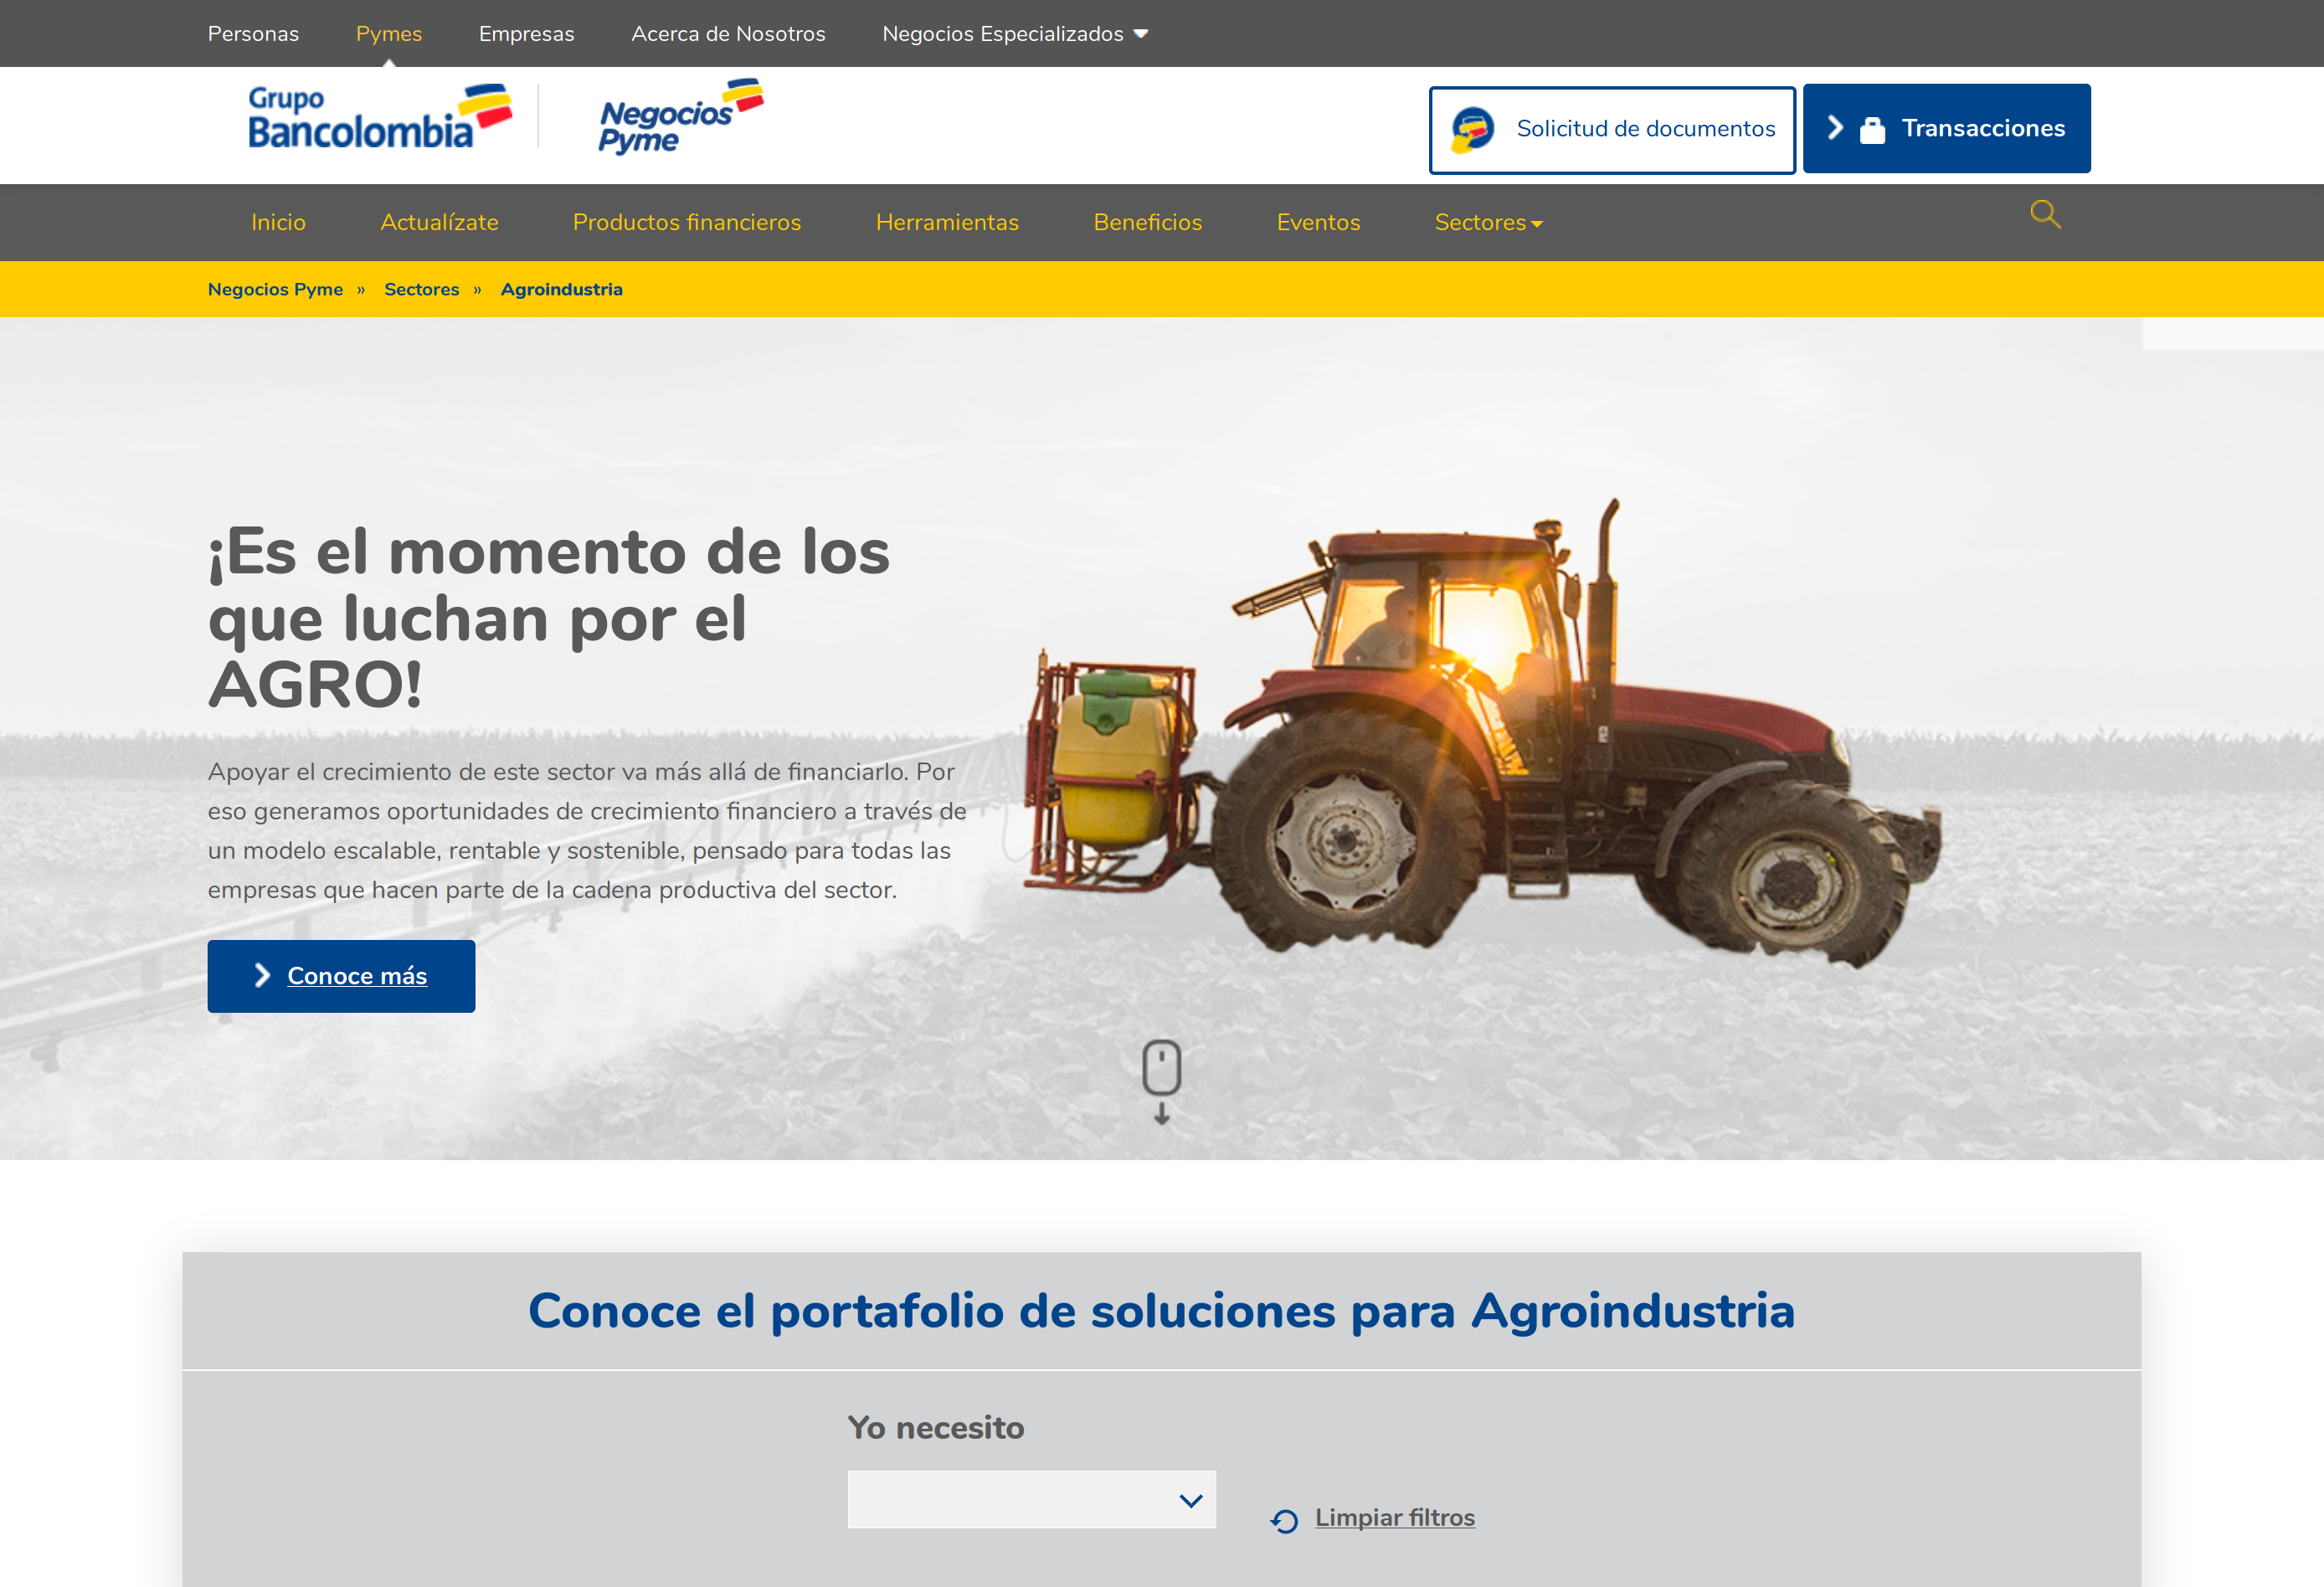 Personas Pymes Empresas Acerca de Nosotros Negocios Especializados
Grupo
Bancolombia
Negocios
Pyme
Solicitud de documentos
Transacciones
Inicio Actualízate Productos financieros Herramientas Beneficios Eventos Sectores
Negocios Pyme » Sectores » Agroindustria
¡Es el momento de los
que luchan por el
AGRO!
Apoyar el crecimiento de este sector va más allá de financiarlo. Por
eso generamos oportunidades de crecimiento financiero a través de
un modelo escalable, rentable y sostenible, pensado para todas las
empresas que hacen parte de la cadena productiva del sector.
Conoce más
Conoce el portafolio de soluciones para Agroindustria
Yo necesito
Limpiar filtros